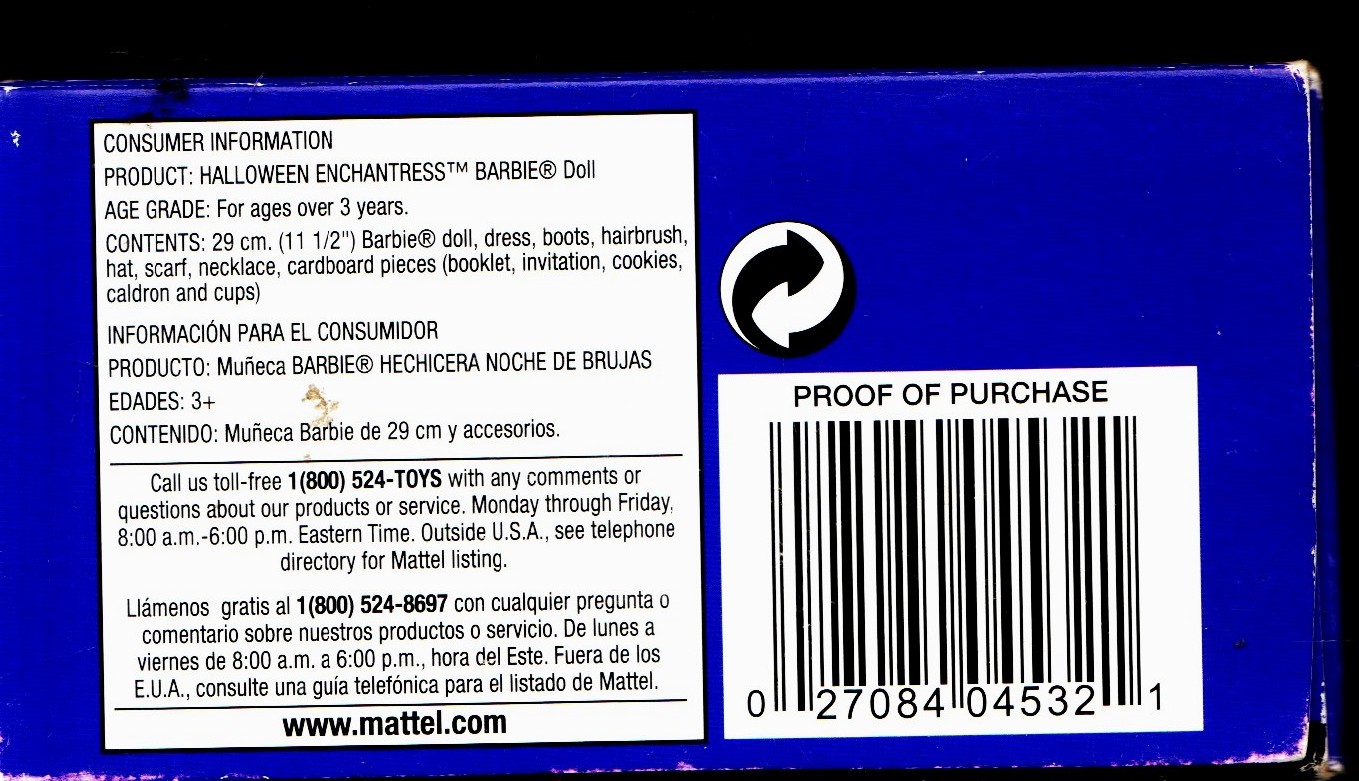 CONSUMER INFORMATION
PRODUCT: HALLOWEEN ENCHANTRESS™ BARBIE® Doll
AGE GRADE: For ages over 3 years.
CONTENTS: 29 cm. (11 1/2") Barbie® doll, dress, boots, hairbrush,
hat, scarf, necklace, cardboard pieces (booklet, invitation, cookies,
caldron and cups)
INFORMACIÓN PARA EL CONSUMIDOR
PRODUCTO: Muñeca BARBIE® HECHICERA NOCHE DE BRUJAS
EDADES: 3+
CONTENIDO: Muñeca Barbie de 29 cm y accesorios.
Call us toll-free 1(800) 524-TOYS with any comments or
questions about our products or service. Monday through Friday,
8:00 a.m.-6:00 p.m. Eastern Time. Outside U.S.A., see telephone
directory for Mattel listing.
Llámenos gratis al 1(800) 524-8697 con cualquier pregunta o
comentario sobre nuestros productos o servicio. De lunes a
viernes de 8:00 a.m. a 6:00 p.m., hora del Este. Fuera de los
E.U.A., consulte una guía telefónica para el listado de Mattel.
www.mattel.com
PROOF OF PURCHASE
0 27084 04532 1